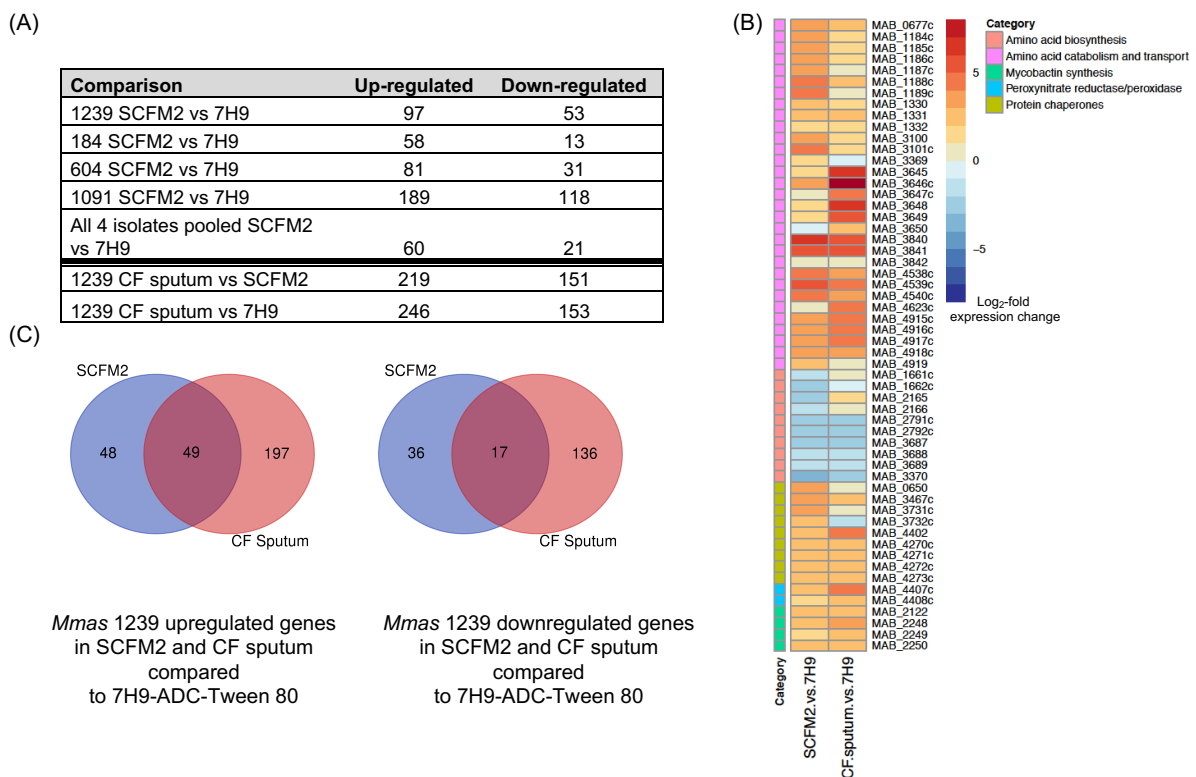 (A)
Comparison Up-regulated Down-regulated
1239 SCFM2 vs 7H9 97 53
184 SCFM2 vs 7H9 58 13
604 SCFM2 vs 7H9 81 31
1091 SCFM2 vs 7H9 189 118
All 4 isolates pooled SCFM2
vs 7H9 60 21
1239 CF sputum vs SCFM2 219 151
1239 CF sputum vs 7H9 246 153
(B)
MAB_0677c
MAB_1184c
MAB_1185c
MAB_1186c
MAB_1187c
MAB_1188c
MAB_1189c
MAB_1330
MAB_1331
MAB_1332
MAB_3100
MAB_3101c
MAB_3369
MAB_3645
MAB_3646c
MAB_3647c
MAB_3648
MAB_3649
MAB_3650
MAB_3840
MAB_3841
MAB_3842
MAB_4538c
MAB_4539c
MAB_4540c
MAB_4623c
MAB_4915c
MAB_4916c
MAB_4917c
MAB_4918c
MAB_4919
MAB_1661c
MAB_1662c
MAB_2165
MAB_2166
MAB_2791c
MAB_2792c
MAB_3687
MAB_3688
MAB_3689
MAB_3370
MAB_0650
MAB_3467c
MAB_3731c
MAB_3732c
MAB_4402
MAB_4270c
MAB_4271c
MAB_4272c
MAB_4273c
MAB_4407c
MAB_4408c
MAB_2122
MAB_2248
MAB_2249
MAB_2250
Category
SCFM2.vs.7H9
CF.sputum.vs.7H9
5
0
−5
Log2-fold
expression change
Category
Amino acid biosynthesis
Amino acid catabolism and transport
Mycobactin synthesis
Peroxynitrate reductase/peroxidase
Protein chaperones
(C)
SCFM2
48 49 197
CF Sputum
Mmas 1239 upregulated genes
in SCFM2 and CF sputum
compared
to 7H9-ADC-Tween 80
SCFM2
36 17 136
CF Sputum
Mmas 1239 downregulated genes
in SCFM2 and CF sputum
compared
to 7H9-ADC-Tween 80